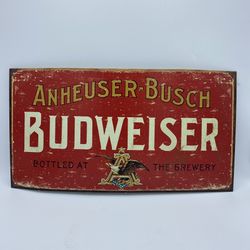 ANHEUSER-BUSCH
BUDWEISER
BOTTLED AT THE BREWERY